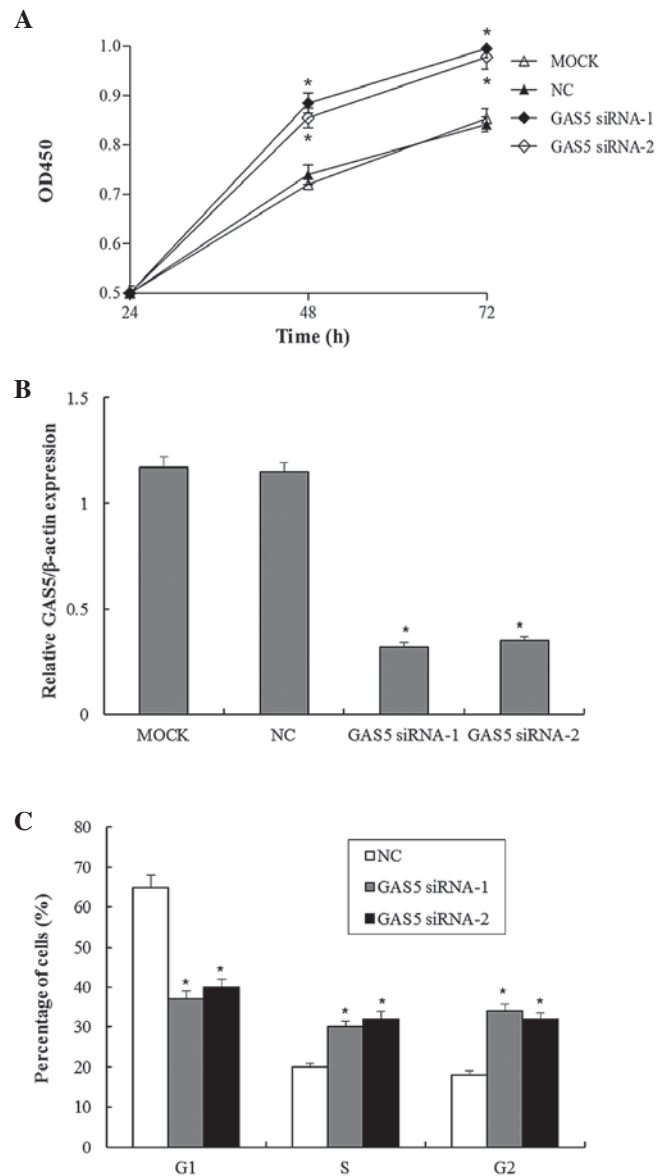 A
1.0
0.9
0.8
0.7
0.6
0.5
OD450
24
48
72
Time (h)
*
*
*
*
MOCK
NC
GAS5 siRNA-1
GAS5 siRNA-2
B
1.5
1
0.5
0
Relative GAS5/β-actin expression
*
*
MOCK
NC
GAS5 siRNA-1
GAS5 siRNA-2
C
80
70
60
50
40
30
20
10
0
Percentage of cells (%)
NC
GAS5 siRNA-1
GAS5 siRNA-2
*
*
*
*
*
*
G1
S
G2